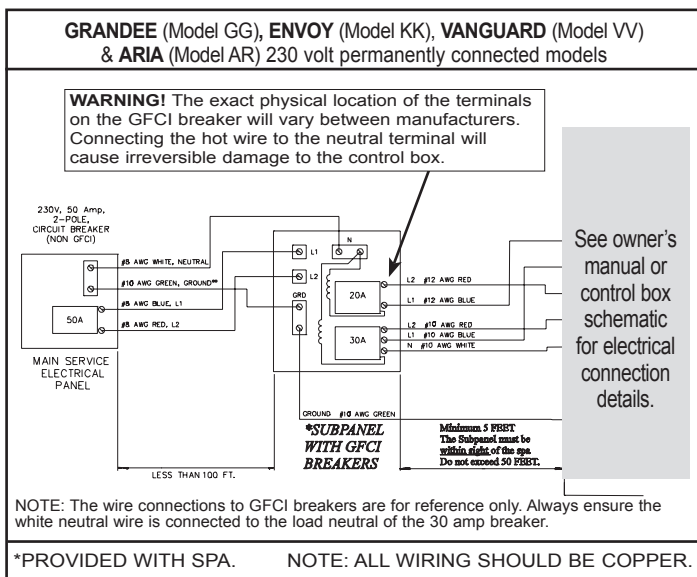 GRANDEE (Model GG), ENVOY (Model KK), VANGUARD (Model VV)
& ARIA (Model AR) 230 volt permanently connected models
WARNING! The exact physical location of the terminals
on the GFCI breaker will vary between manufacturers.
Connecting the hot wire to the neutral terminal will
cause irreversible damage to the control box.
230V, 50 Amp,
2-POLE,
CIRCUIT BREAKER
(NON GFCI)
#8 AWG WHITE, NEUTRAL
#10 AWG GREEN, GROUND**
#8 AWG BLUE, L1
#8 AWG RED, L2
50A
MAIN SERVICE
ELECTRICAL
PANEL
N
L1
L2
GRD
20A
30A
L2 #12 AWG RED
L1 #12 AWG BLUE
L2 #10 AWG RED
L1 #10 AWG BLUE
N #10 AWG WHITE
See owner's
manual or
control box
schematic
for electrical
connection
details.
GROUND #10 AWG GREEN
*SUBPANEL
WITH GFCI
BREAKERS
Minimum 5 FEET
The Subpanel must be
within sight of the spa
Do not exceed 50 FEET.
LESS THAN 100 FT.
NOTE: The wire connections to GFCI breakers are for reference only. Always ensure the
white neutral wire is connected to the load neutral of the 30 amp breaker.
*PROVIDED WITH SPA. NOTE: ALL WIRING SHOULD BE COPPER.